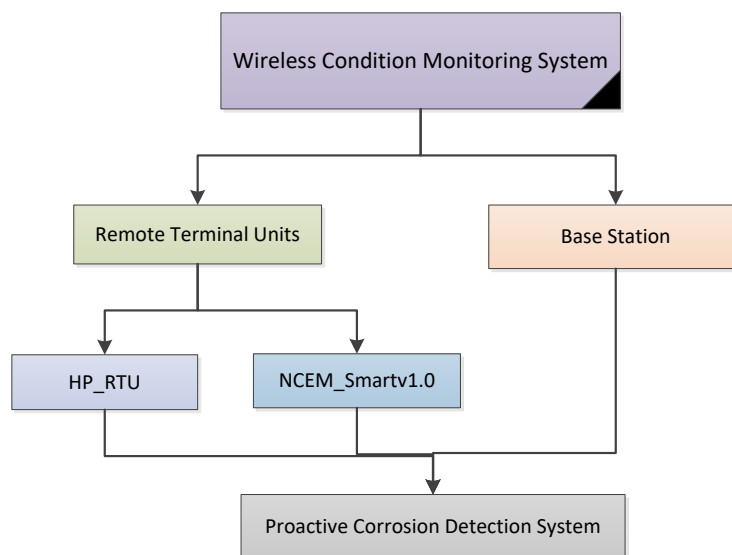 Wireless Condition Monitoring System
Remote Terminal Units
Base Station
HP_RTU
NCEM_Smartv1.0
Proactive Corrosion Detection System